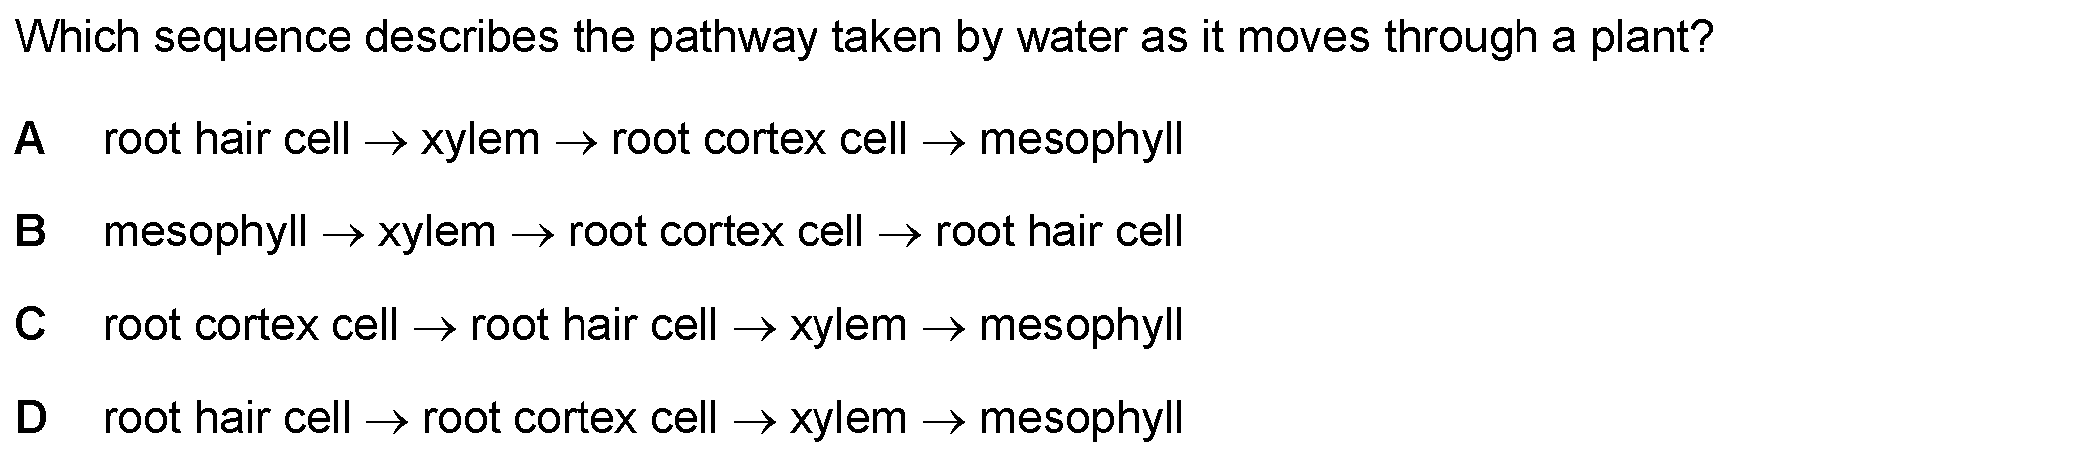 Which sequence describes the pathway taken by water as it moves through a plant?
A root hair cell → xylem → root cortex cell → mesophyll
B mesophyll → xylem → root cortex cell → root hair cell
C root cortex cell → root hair cell → xylem → mesophyll
D root hair cell → root cortex cell → xylem → mesophyll